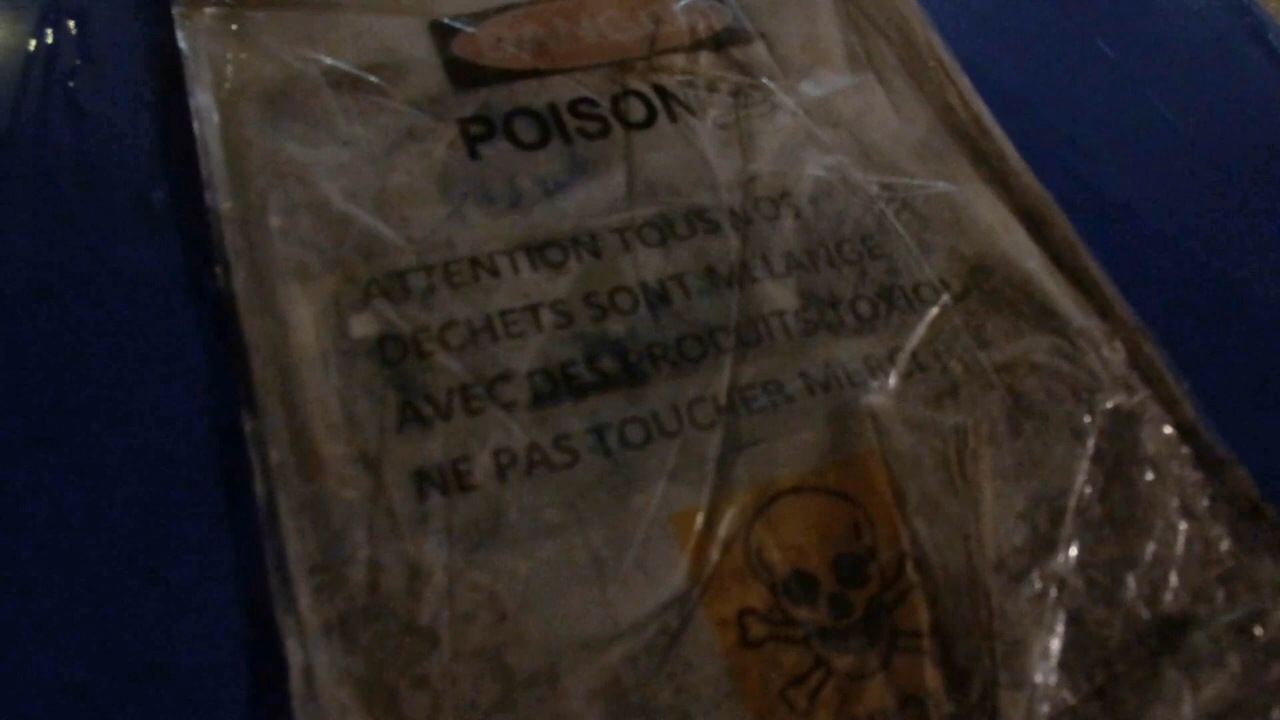 POISON
ATTENTION TOUS NOS
DECHETS SONT MELANGE
AVEC DES PRODUITS TOXIQUE
NE PAS TOUCHER MERCI